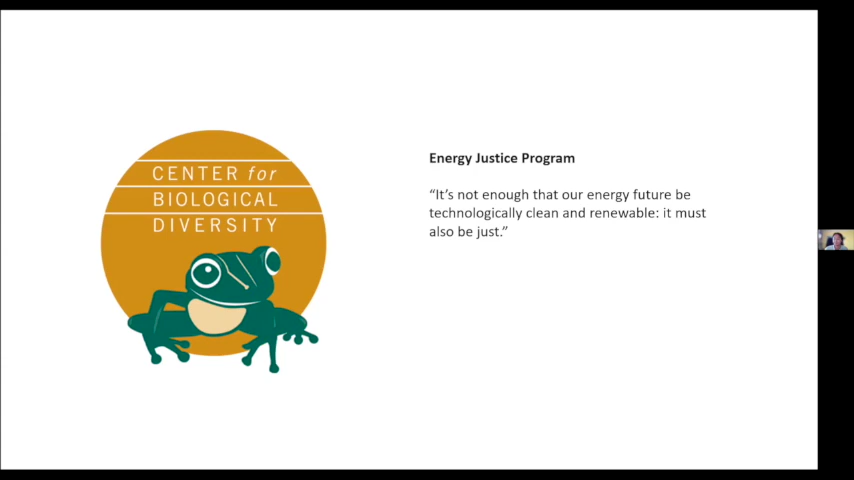 CENTER for
BIOLOGICAL
DIVERSITY
Energy Justice Program
“It’s not enough that our energy future be
technologically clean and renewable: it must
also be just.”